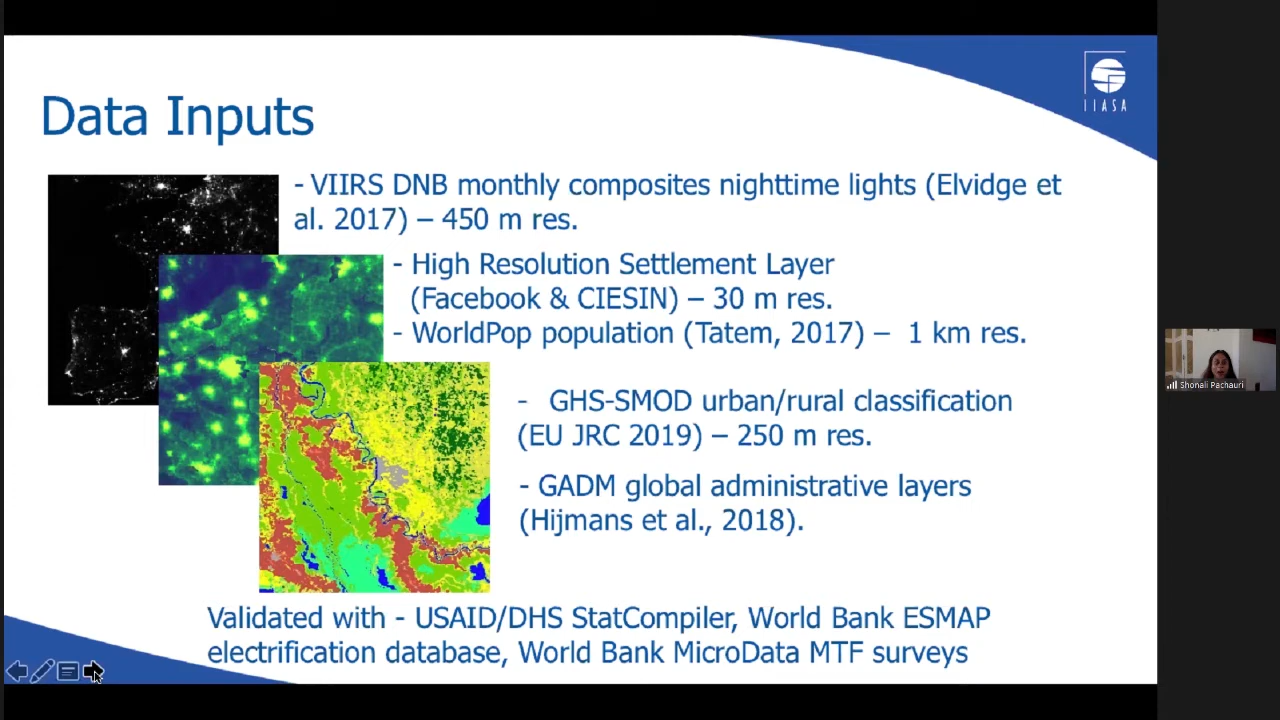 IIASA
Data Inputs
- VIIRS DNB monthly composites nighttime lights (Elvidge et
al. 2017) – 450 m res.
- High Resolution Settlement Layer
(Facebook & CIESIN) – 30 m res.
- WorldPop population (Tatem, 2017) – 1 km res.
- GHS-SMOD urban/rural classification
(EU JRC 2019) – 250 m res.
- GADM global administrative layers
(Hijmans et al., 2018).
Validated with - USAID/DHS StatCompiler, World Bank ESMAP
electrification database, World Bank MicroData MTF surveys
Shonali Pachauri